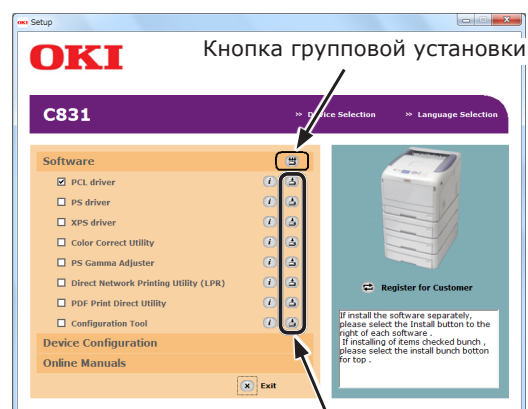 OKI Setup
OKI
Кнопка групповой установки
C831
» Device Selection
» Language Selection
Software
PCL driver
PS driver
XPS driver
Color Correct Utility
PS Gamma Adjuster
Direct Network Printing Utility (LPR)
PDF Print Direct Utility
Configuration Tool
Device Configuration
Online Manuals
Exit
Register for Customer
If install the software separately,
please select the Install button to the
right of each software .
If installing of items checked bunch ,
please select the install bunch botton
for top .